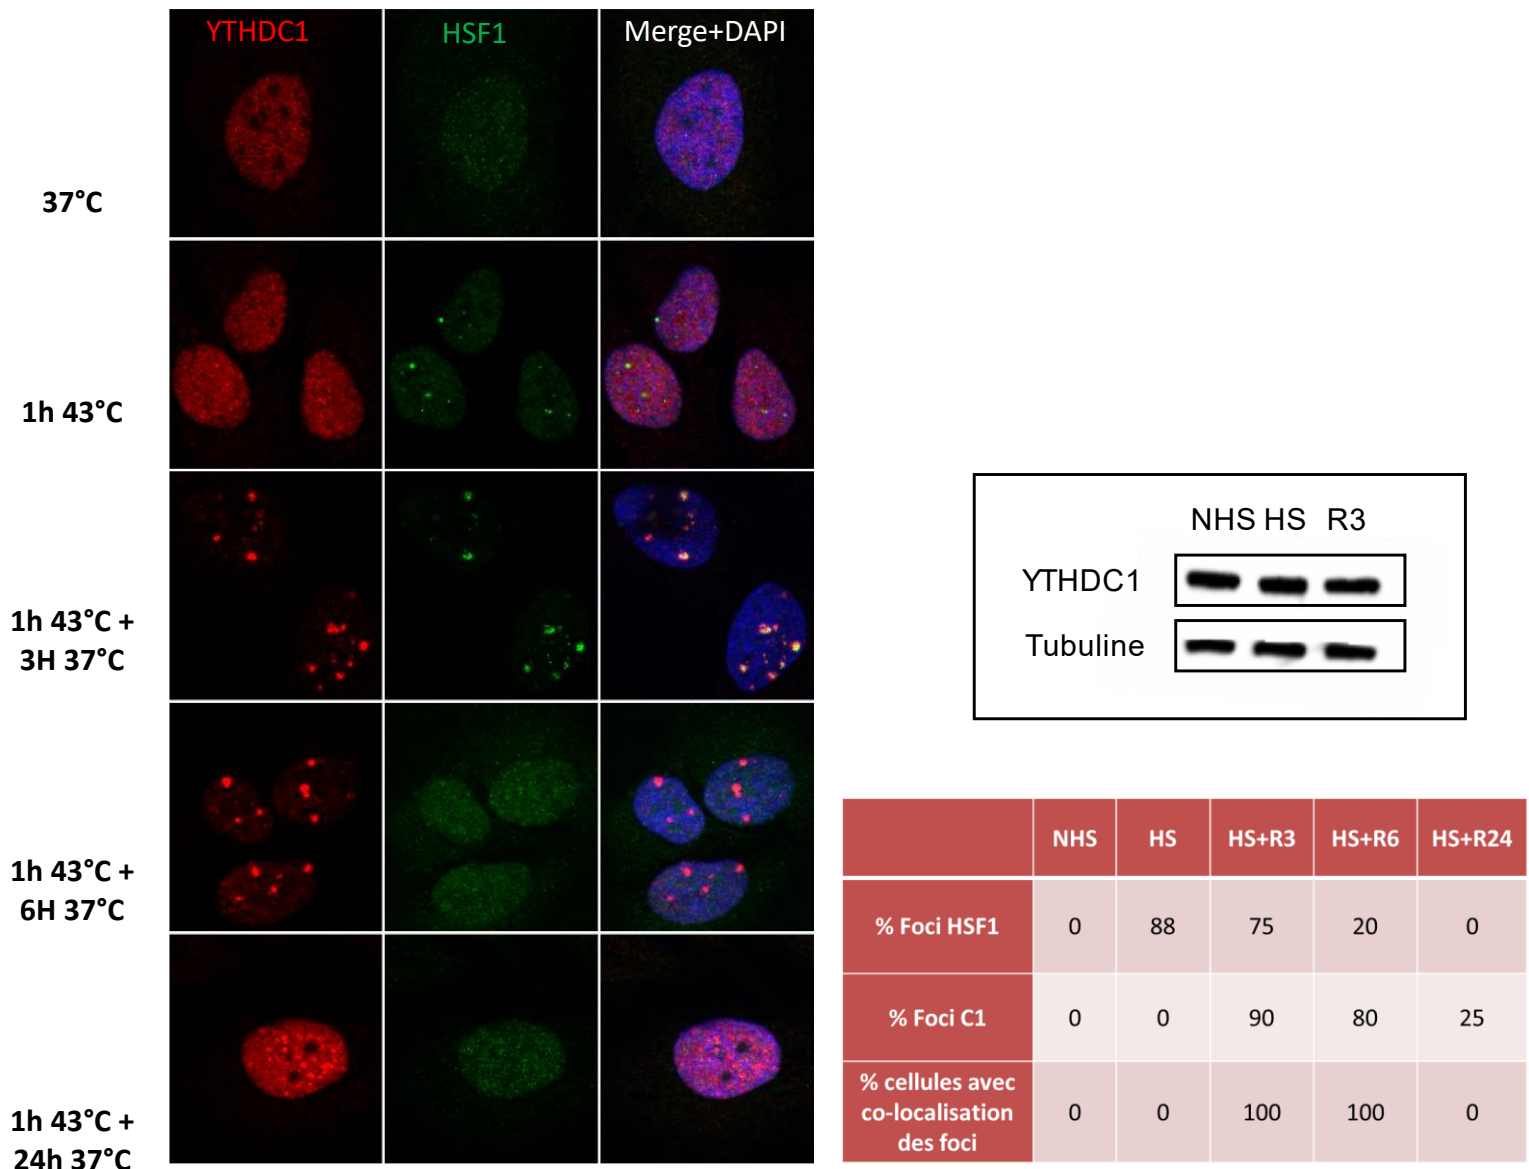 YTHDC1
HSF1
Merge+DAPI
37°C
1h 43°C
1h 43°C +
3H 37°C
1h 43°C +
6H 37°C
1h 43°C +
24h 37°C
NHS HS R3
YTHDC1
Tubuline
NHS HS HS+R3 HS+R6 HS+R24
% Foci HSF1 0 88 75 20 0
% Foci C1 0 0 90 80 25
% cellules avec
co-localisation 0 0 100 100 0
des foci